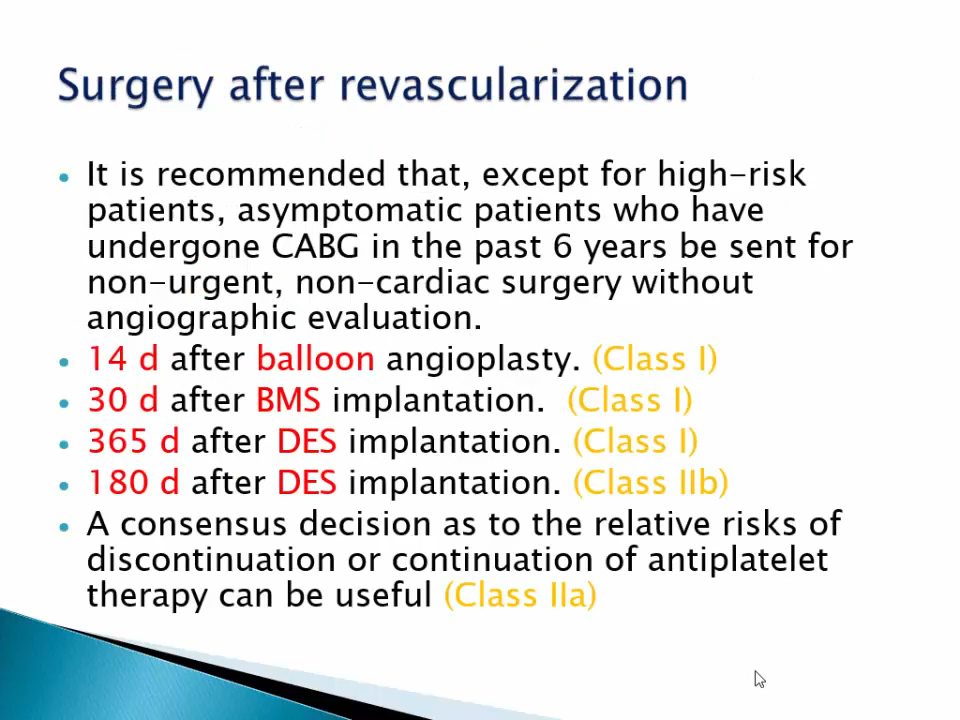 Surgery after revascularization
• It is recommended that, except for high-risk
patients, asymptomatic patients who have
undergone CABG in the past 6 years be sent for
non-urgent, non-cardiac surgery without
angiographic evaluation.
• 14 d after balloon angioplasty. (Class I)
• 30 d after BMS implantation.  (Class I)
• 365 d after DES implantation. (Class I)
• 180 d after DES implantation. (Class IIb)
• A consensus decision as to the relative risks of
discontinuation or continuation of antiplatelet
therapy can be useful (Class IIa)